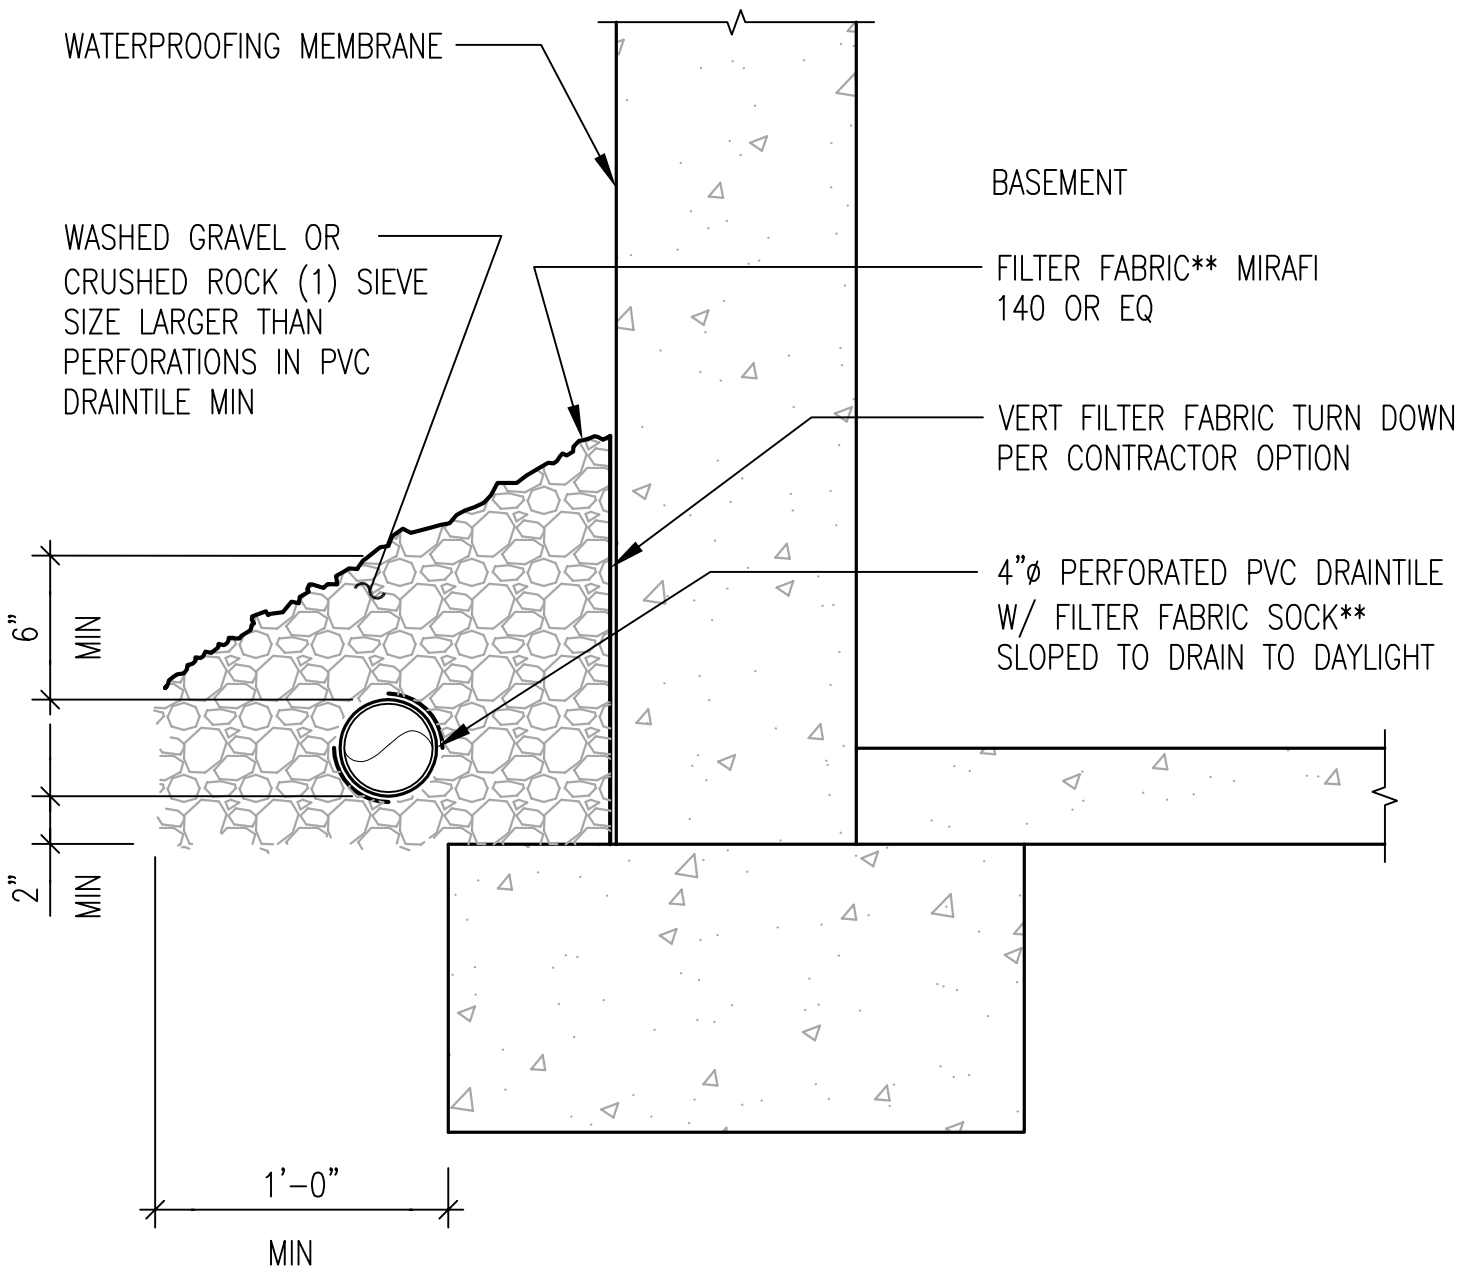 WATERPROOFING MEMBRANE
BASEMENT
WASHED GRAVEL OR
CRUSHED ROCK (1) SIEVE
SIZE LARGER THAN
PERFORATIONS IN PVC
DRAINTILE MIN
FILTER FABRIC** MIRAFI
140 OR EQ
VERT FILTER FABRIC TURN DOWN
PER CONTRACTOR OPTION
4"ø PERFORATED PVC DRAINTILE
W/ FILTER FABRIC SOCK**
SLOPED TO DRAIN TO DAYLIGHT
6"
MIN
2"
MIN
1'-0"
MIN